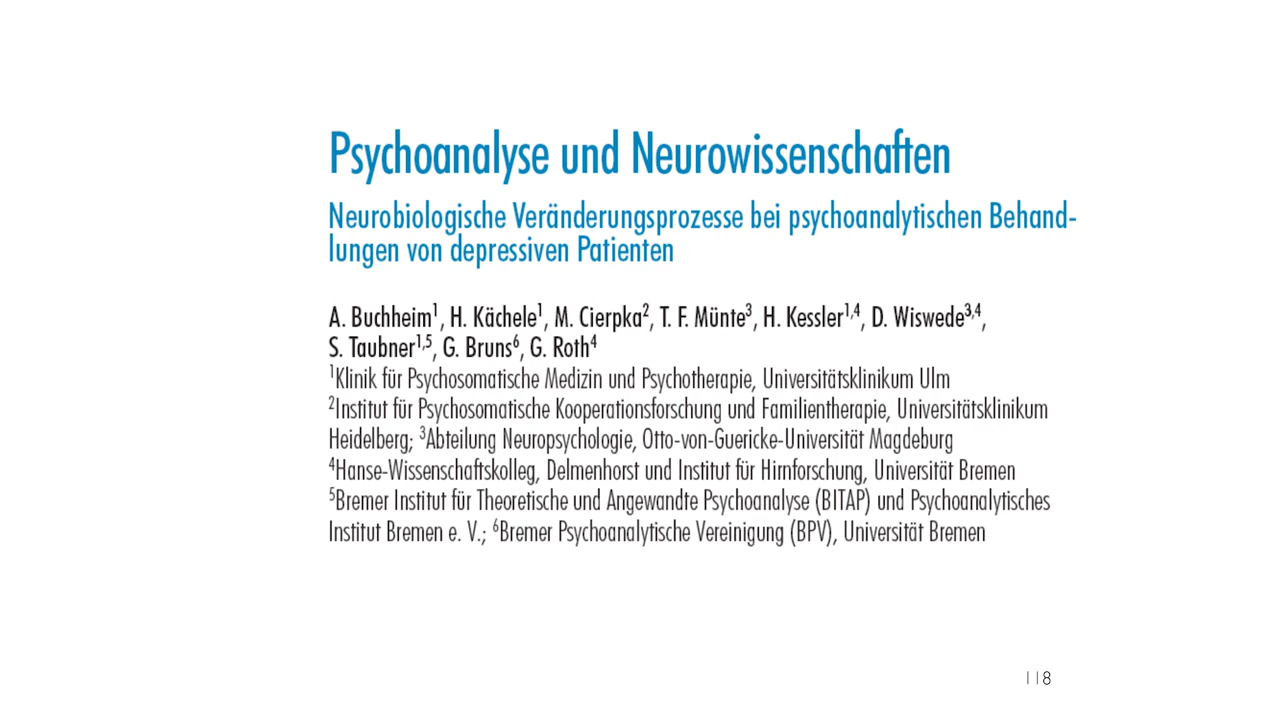 Psychoanalyse und Neurowissenschaften
Neurobiologische Veränderungsprozesse bei psychoanalytischen Behand-
lungen von depressiven Patienten
A. Buchheim¹, H. Kächele¹, M. Cierpka², T. F. Münte³, H. Kessler¹,⁴, D. Wiswede³,⁴,
S. Taubner¹,⁵, G. Bruns⁶, G. Roth⁴
¹Klinik für Psychosomatische Medizin und Psychotherapie, Universitätsklinikum Ulm
²Institut für Psychosomatische Kooperationsforschung und Familientherapie, Universitätsklinikum
Heidelberg; ³Abteilung Neuropsychologie, Otto-von-Guericke-Universität Magdeburg
⁴Hanse-Wissenschaftskolleg, Delmenhorst und Institut für Hirnforschung, Universität Bremen
⁵Bremer Institut für Theoretische und Angewandte Psychoanalyse (BITAP) und Psychoanalytisches
Institut Bremen e. V.; ⁶Bremer Psychoanalytische Vereinigung (BPV), Universität Bremen
118